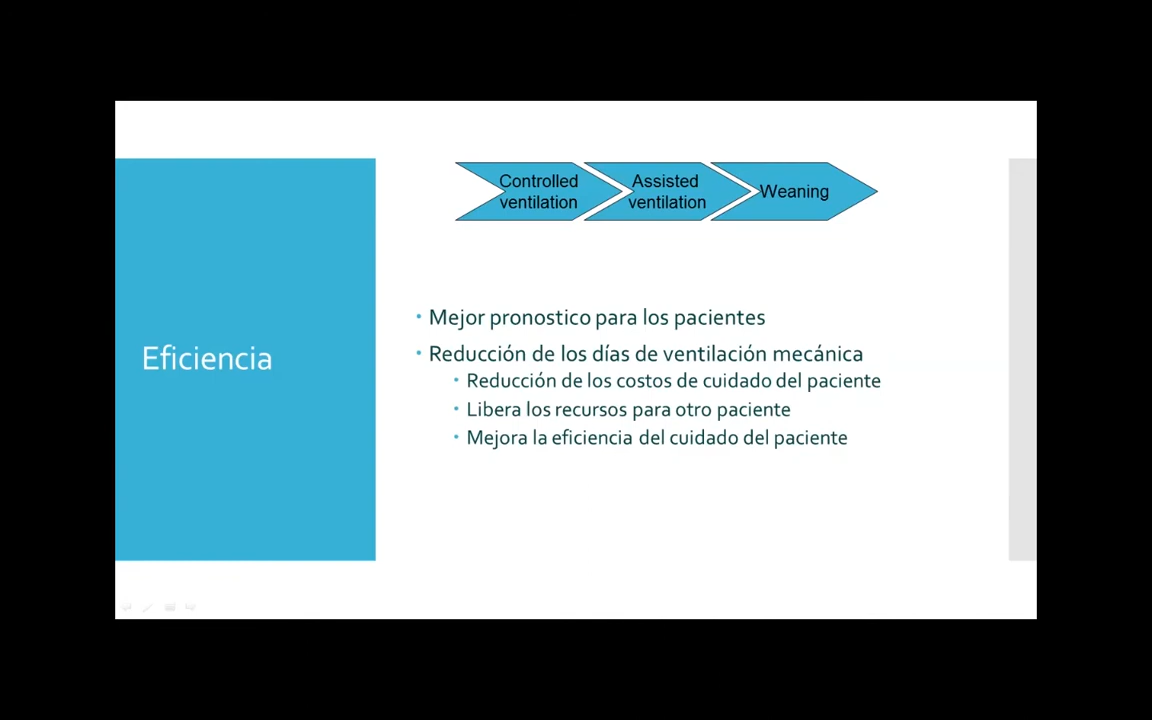 Controlled
ventilation
Assisted
ventilation
Weaning
Eficiencia
• Mejor pronostico para los pacientes
• Reducción de los días de ventilación mecánica
• Reducción de los costos de cuidado del paciente
• Libera los recursos para otro paciente
• Mejora la eficiencia del cuidado del paciente